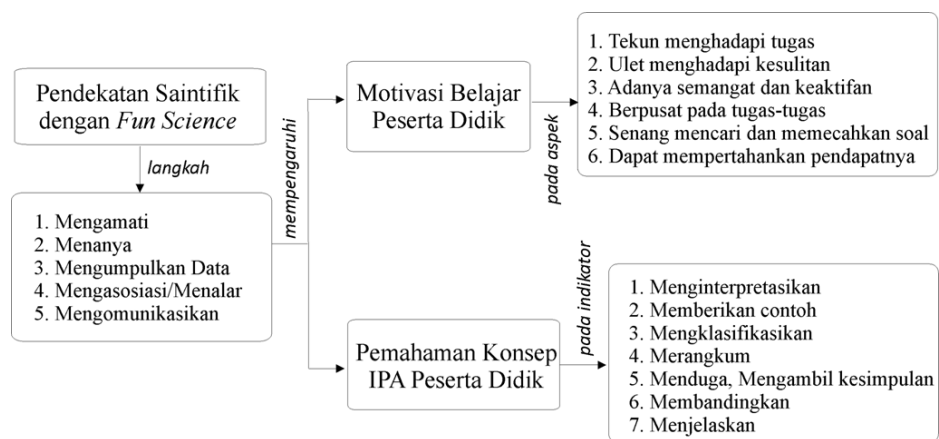 Pendekatan Saintifik
dengan Fun Science
langkah
1. Mengamati
2. Menanya
3. Mengumpulkan Data
4. Mengasosiasi/Menalar
5. Mengomunikasikan
mempengaruhi
Motivasi Belajar
Peserta Didik
pada aspek
1. Tekun menghadapi tugas
2. Ulet menghadapi kesulitan
3. Adanya semangat dan keaktifan
4. Berpusat pada tugas-tugas
5. Senang mencari dan memecahkan soal
6. Dapat mempertahankan pendapatnya
Pemahaman Konsep
IPA Peserta Didik
pada indikator
1. Menginterpretasikan
2. Memberikan contoh
3. Mengklasifikasikan
4. Merangkum
5. Menduga, Mengambil kesimpulan
6. Membandingkan
7. Menjelaskan